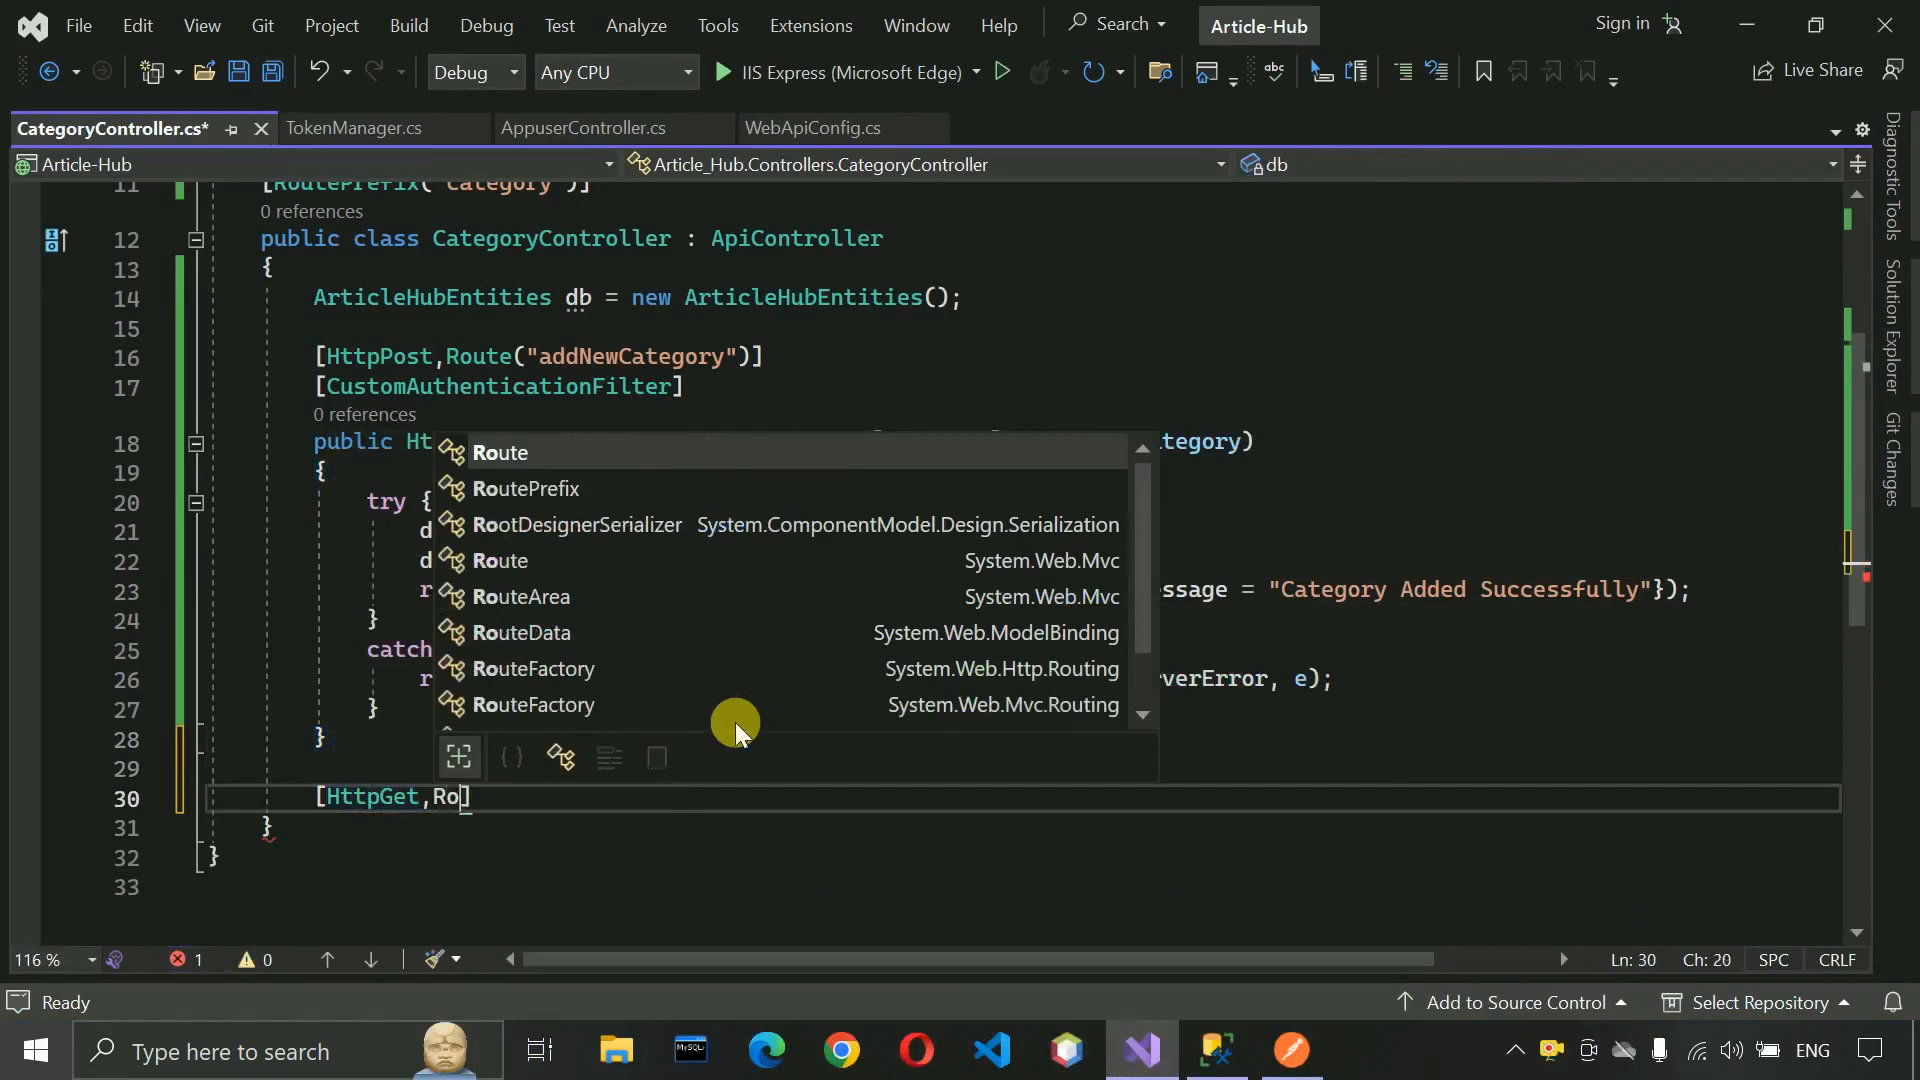 File Edit View Git Project Build Debug Test Analyze Tools Extensions Window Help Search Article-Hub Sign in
Debug Any CPU IIS Express (Microsoft Edge) Live Share
CategoryController.cs* TokenManager.cs AppuserController.cs WebApiConfig.cs
Article-Hub Article_Hub.Controllers.CategoryController db
11 [RoutePrefix("category")]
0 references
12 public class CategoryController : ApiController
13 {
14 ArticleHubEntities db = new ArticleHubEntities();
15
16 [HttpPost,Route("addNewCategory")]
17 [CustomAuthenticationFilter]
0 references
18 public Ht tegory)
Route
19 {
RoutePrefix
20 try {
21 d
RootDesignerSerializer System.ComponentModel.Design.Serialization
22 d
Route System.Web.Mvc
23 r ssage = "Category Added Successfully"});
RouteArea System.Web.Mvc
24 }
RouteData System.Web.ModelBinding
25 catch
RouteFactory System.Web.Http.Routing
26 r verError, e);
RouteFactory System.Web.Mvc.Routing
27 }
28 }
29
30 [HttpGet,Ro]
31 }
32 }
33
116 % 1 0 Ln: 30 Ch: 20 SPC CRLF
Ready Add to Source Control Select Repository
Type here to search MySQL ENG
Diagnostic Tools
Solution Explorer
Git Changes